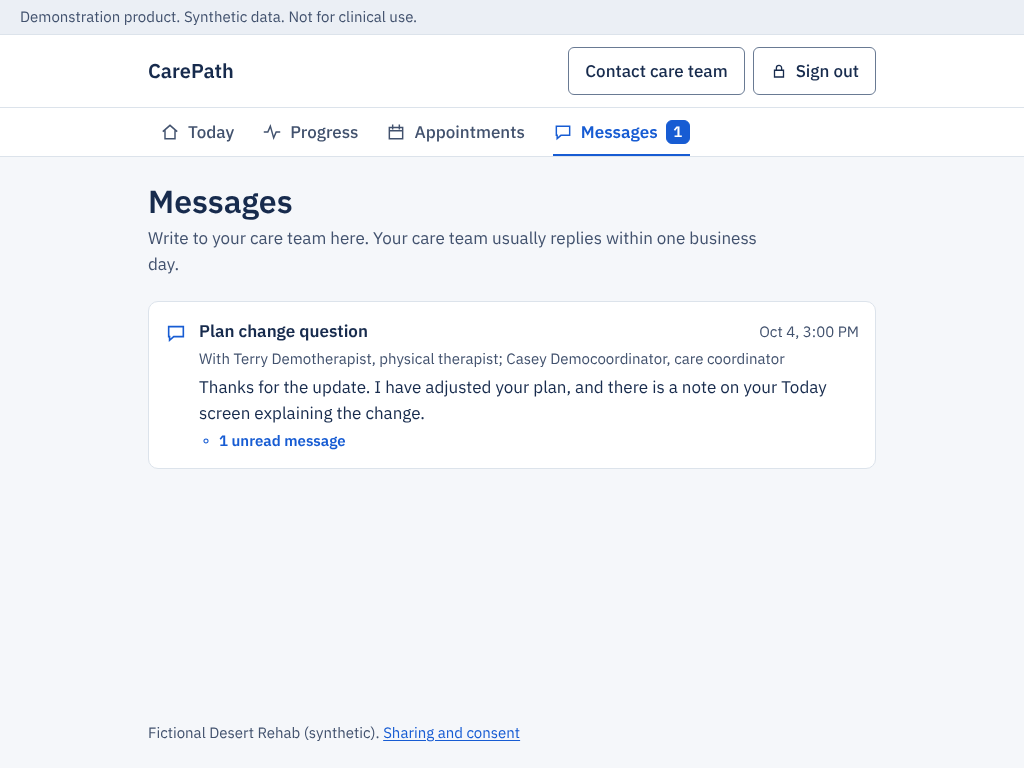 Demonstration product. Synthetic data. Not for clinical use.
CarePath
Contact care team
Sign out
Today
Progress
Appointments
Messages 1
Messages
Write to your care team here. Your care team usually replies within one business
day.
Plan change question
Oct 4, 3:00 PM
With Terry Demotherapist, physical therapist; Casey Democoordinator, care coordinator
Thanks for the update. I have adjusted your plan, and there is a note on your Today
screen explaining the change.
1 unread message
Fictional Desert Rehab (synthetic). Sharing and consent